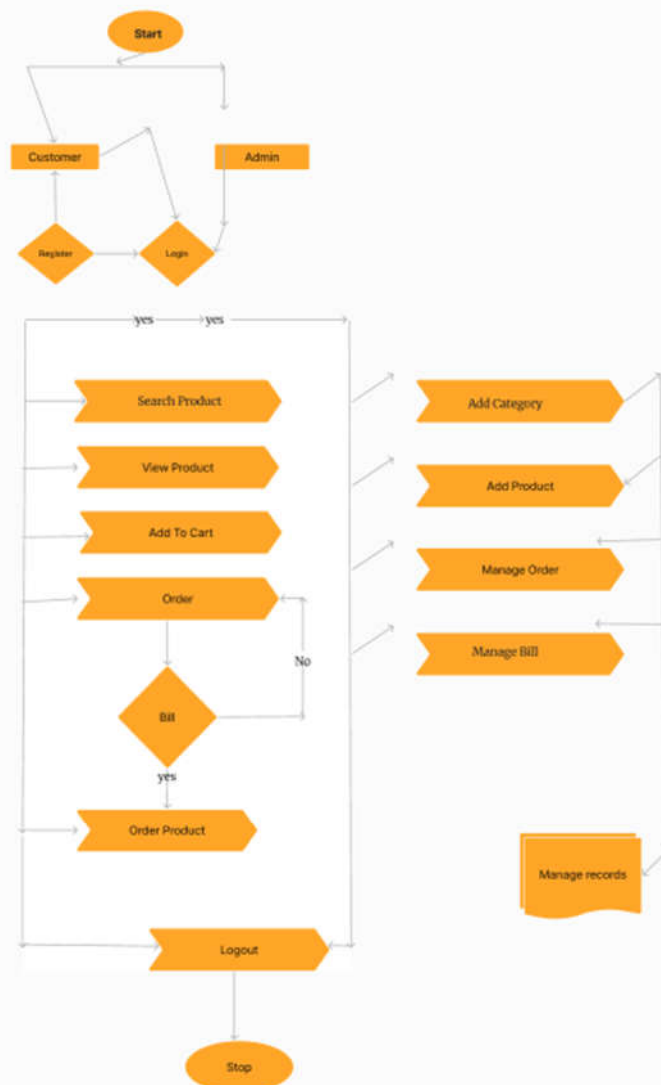 Start
Customer
Admin
Register
Login
yes
yes
Search Product
Add Category
View Product
Add Product
Add To Cart
Manage Order
Order
No
Manage Bill
Bill
yes
Order Product
Manage records
Logout
Stop